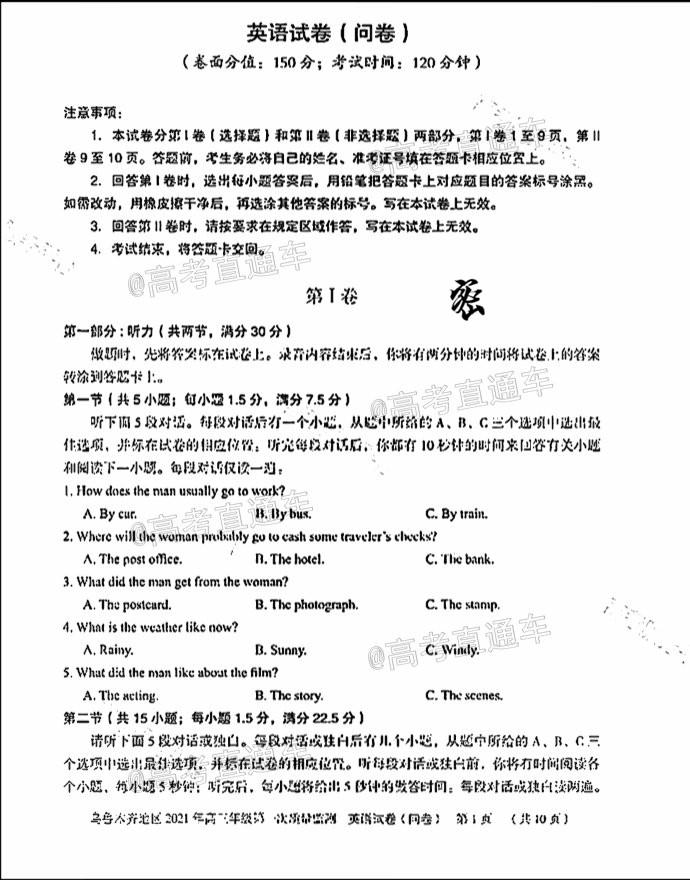 英语试卷（问卷）
（卷面分值：150分；考试时间：120分钟）
注意事项：
1. 本试卷分第Ⅰ卷（选择题）和第Ⅱ卷（非选择题）两部分，第Ⅰ卷1至9页，第Ⅱ
卷9至10页。答题前，考生务必将自己的姓名、准考证号填在答题卡相应位置上。
2. 回答第Ⅰ卷时，选出每小题答案后，用铅笔把答题卡上对应题目的答案标号涂黑。
如需改动，用橡皮擦干净后，再选涂其他答案的标号。写在本试卷上无效。
3. 回答第Ⅱ卷时，请按要求在规定区域作答，写在本试卷上无效。
4. 考试结束，将答题卡交回。
@高考直通车
第Ⅰ卷
密
第一部分：听力（共两节，满分30分）
做题时，先将答案标在试卷上。录音内容结束后，你将有两分钟的时间将试卷上的答案
转涂到答题卡上。
@高考直通车
第一节（共5小题；每小题1.5分，满分7.5分）
听下面5段对话。每段对话后有一个小题，从题中所给的A、B、C三个选项中选出最
佳选项，并标在试卷的相应位置。听完每段对话后，你都有10秒钟的时间来回答有关小题
和阅读下一小题。每段对话仅读一遍。
1. How does the man usually go to work?
A. By car. B. By bus. C. By train.
@高考直通车
2. Where will the woman probably go to cash some traveler's checks?
A. The post office. B. The hotel. C. The bank.
3. What did the man get from the woman?
A. The postcard. B. The photograph. C. The stamp.
4. What is the weather like now?
A. Rainy. B. Sunny. C. Windy.
@高考直通车
5. What did the man like about the film?
A. The acting. B. The story. C. The scenes.
第二节（共15小题；每小题1.5分，满分22.5分）
请听下面5段对话或独白。每段对话或独白后有几个小题，从题中所给的A、B、C三
个选项中选出最佳选项，并标在试卷的相应位置。听每段对话或独白前，你将有时间阅读各
个小题，每小题5秒钟；听完后，每小题将给出5秒钟的做答时间。每段对话或独白读两遍。
乌鲁木齐地区2021年高三年级第一次质量监测 英语试卷（问卷） 第1页 （共10页）